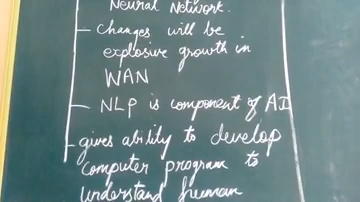 Neural Network.
- Changes will be
explosive growth in
WAN
- NLP is component of AI
- gives ability to develop
computer program to
understand human